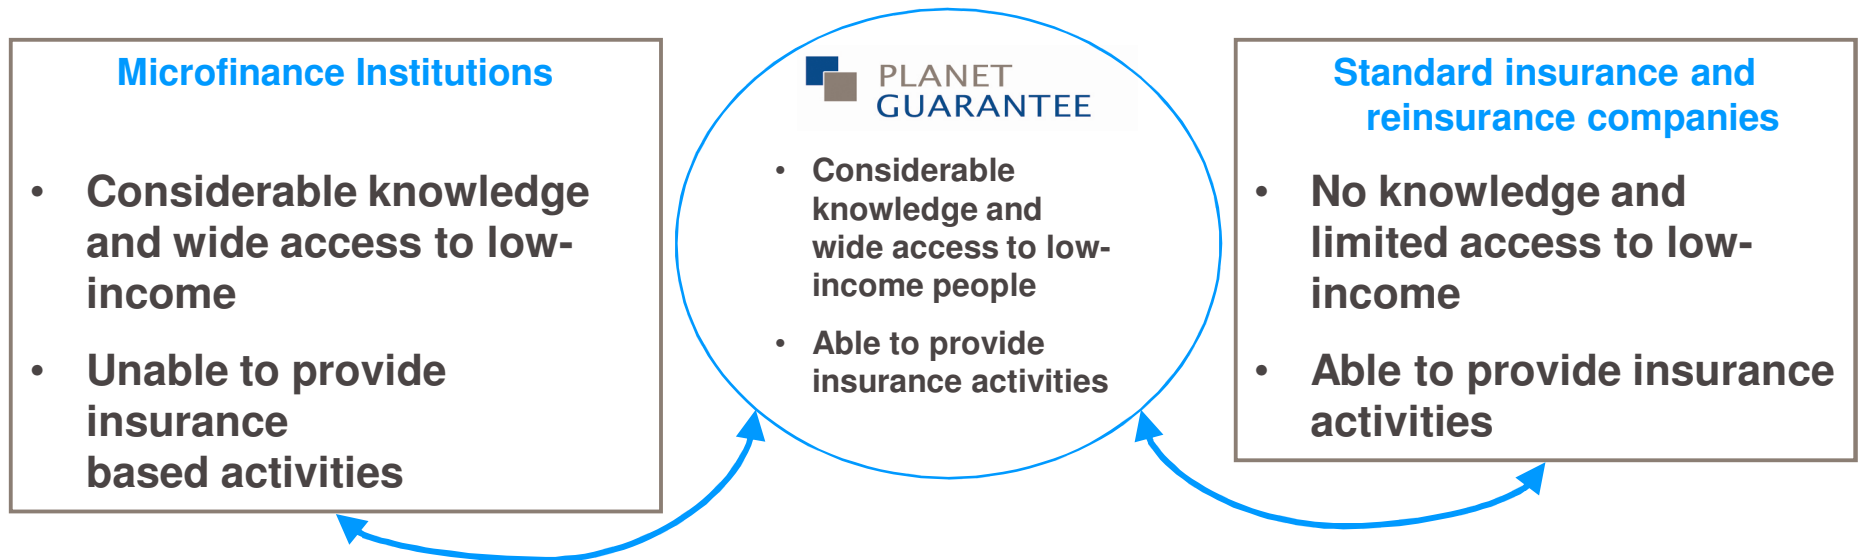 Microfinance Institutions
• Considerable knowledge
and wide access to low-
income
• Unable to provide
insurance
based activities
PLANET
GUARANTEE
• Considerable
knowledge and
wide access to low-
income people
• Able to provide
insurance activities
Standard insurance and
reinsurance companies
• No knowledge and
limited access to low-
income
• Able to provide insurance
activities